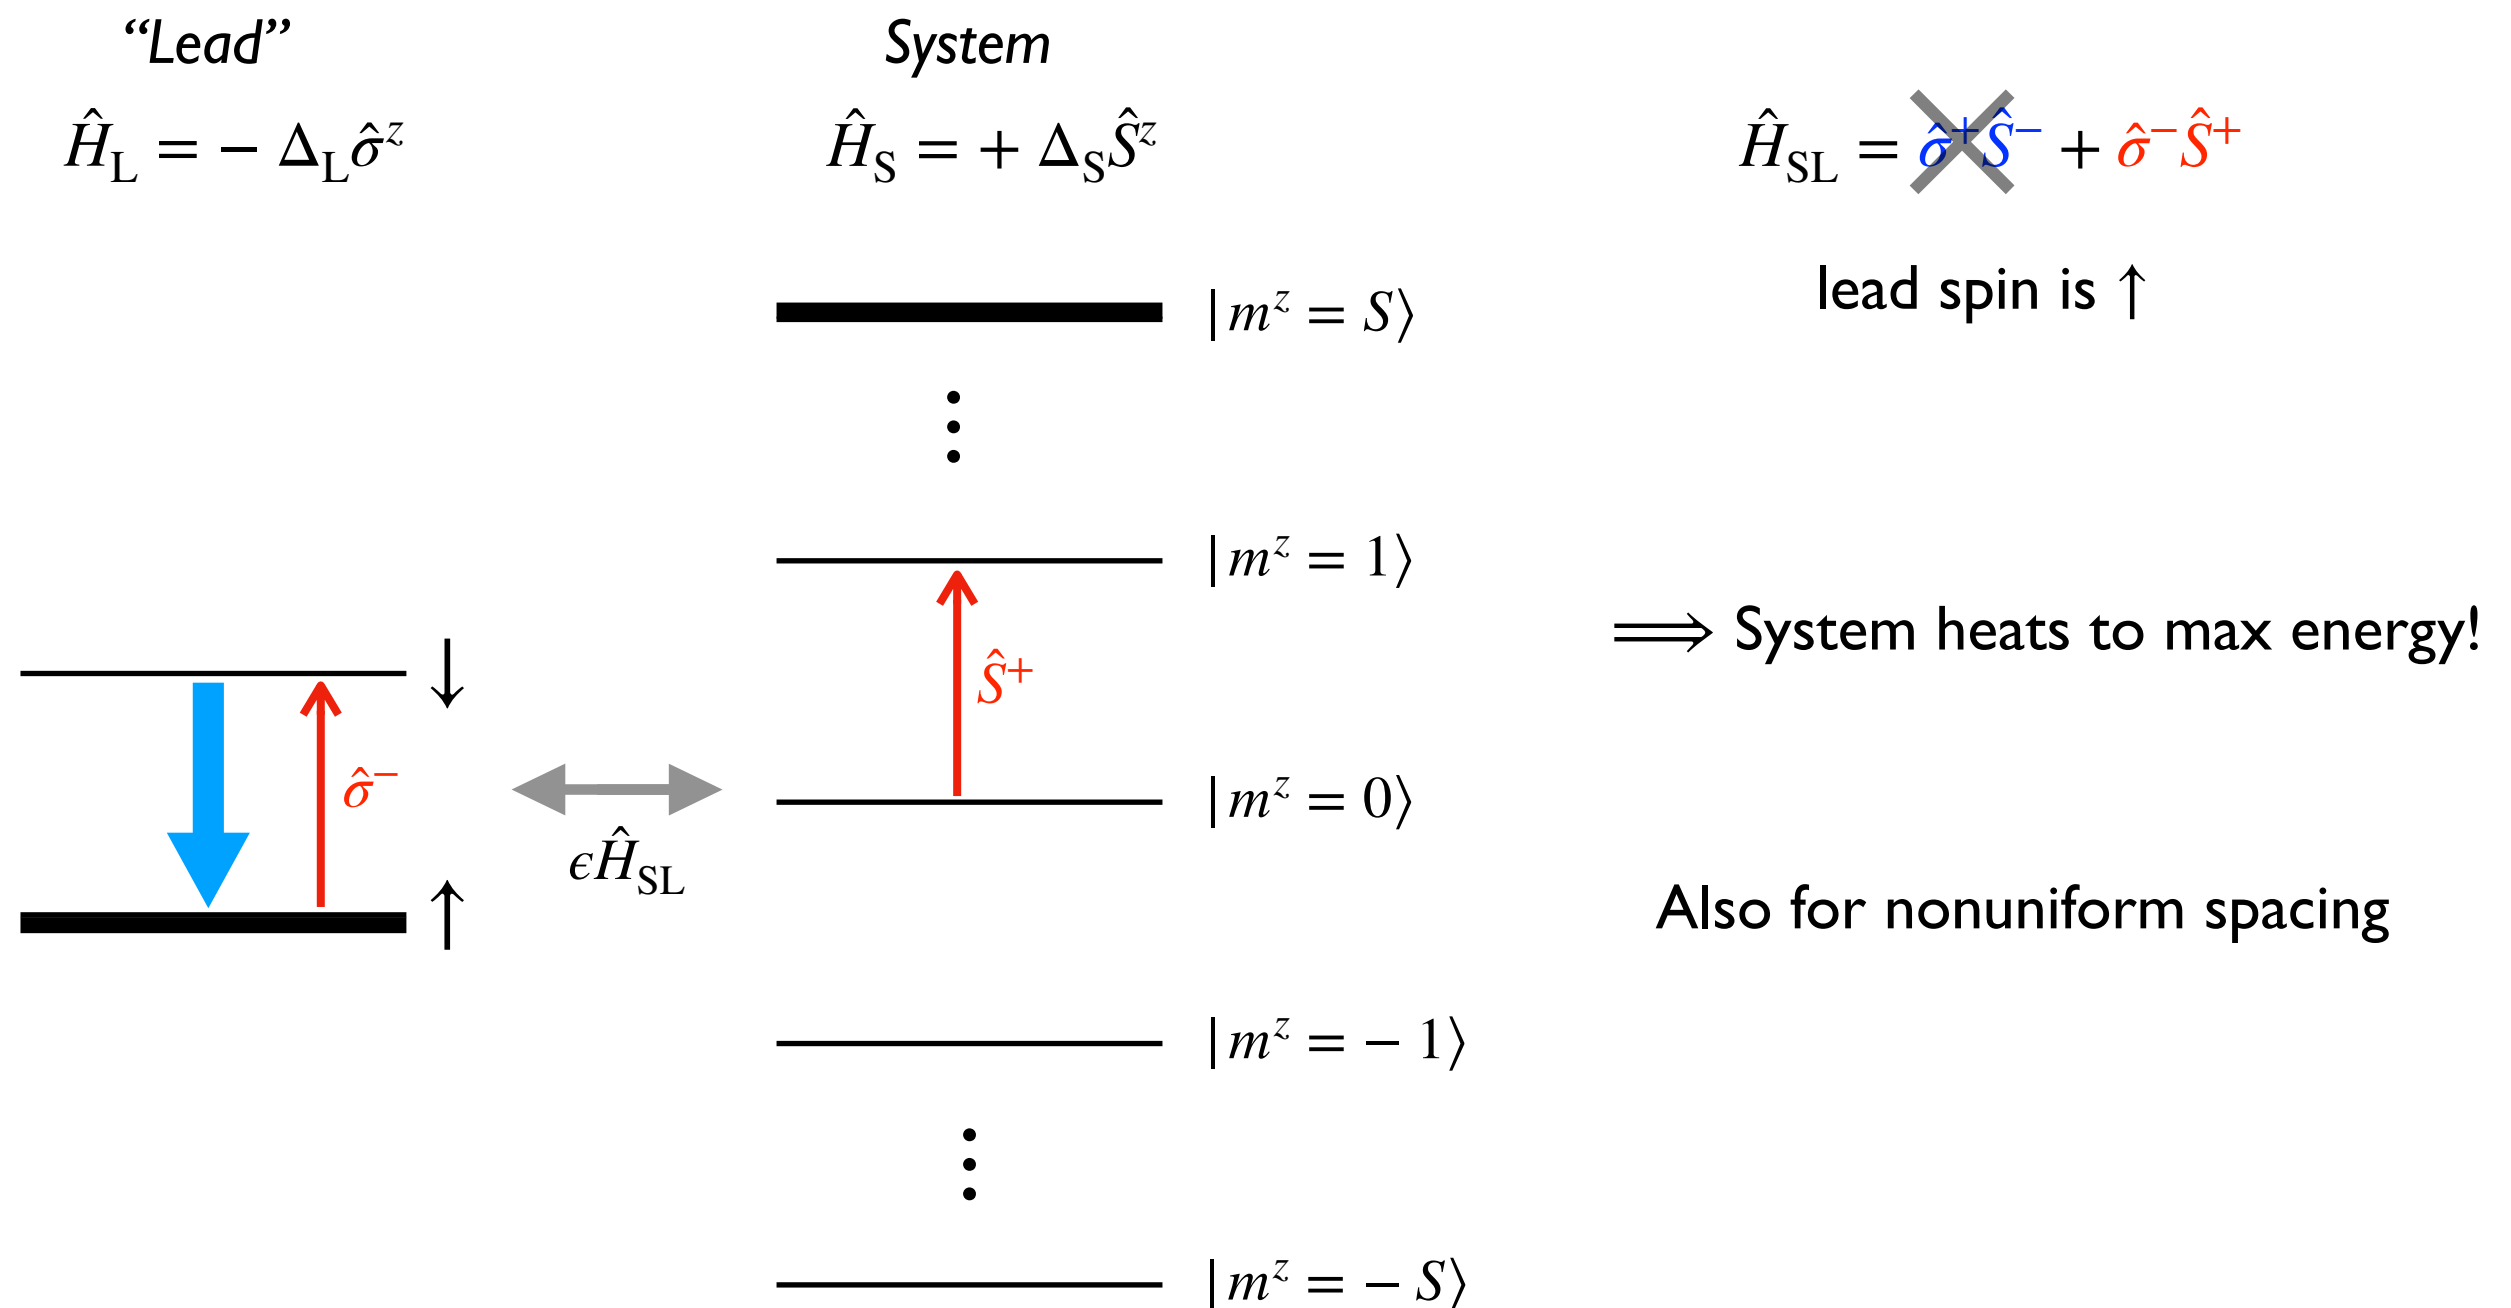 “Lead”
Ĥ_L = − Δ_L σ̂^z
System
Ĥ_S = + Δ_S Ŝ^z
Ĥ_SL = σ̂^+ Ŝ^− + σ̂^− Ŝ^+
lead spin is ↑
|m^z = S⟩
|m^z = 1⟩
⟹ System heats to max energy!
↓
Ŝ^+
σ̂^−
|m^z = 0⟩
ϵĤ_SL
↑
Also for nonuniform spacing
|m^z = − 1⟩
|m^z = − S⟩